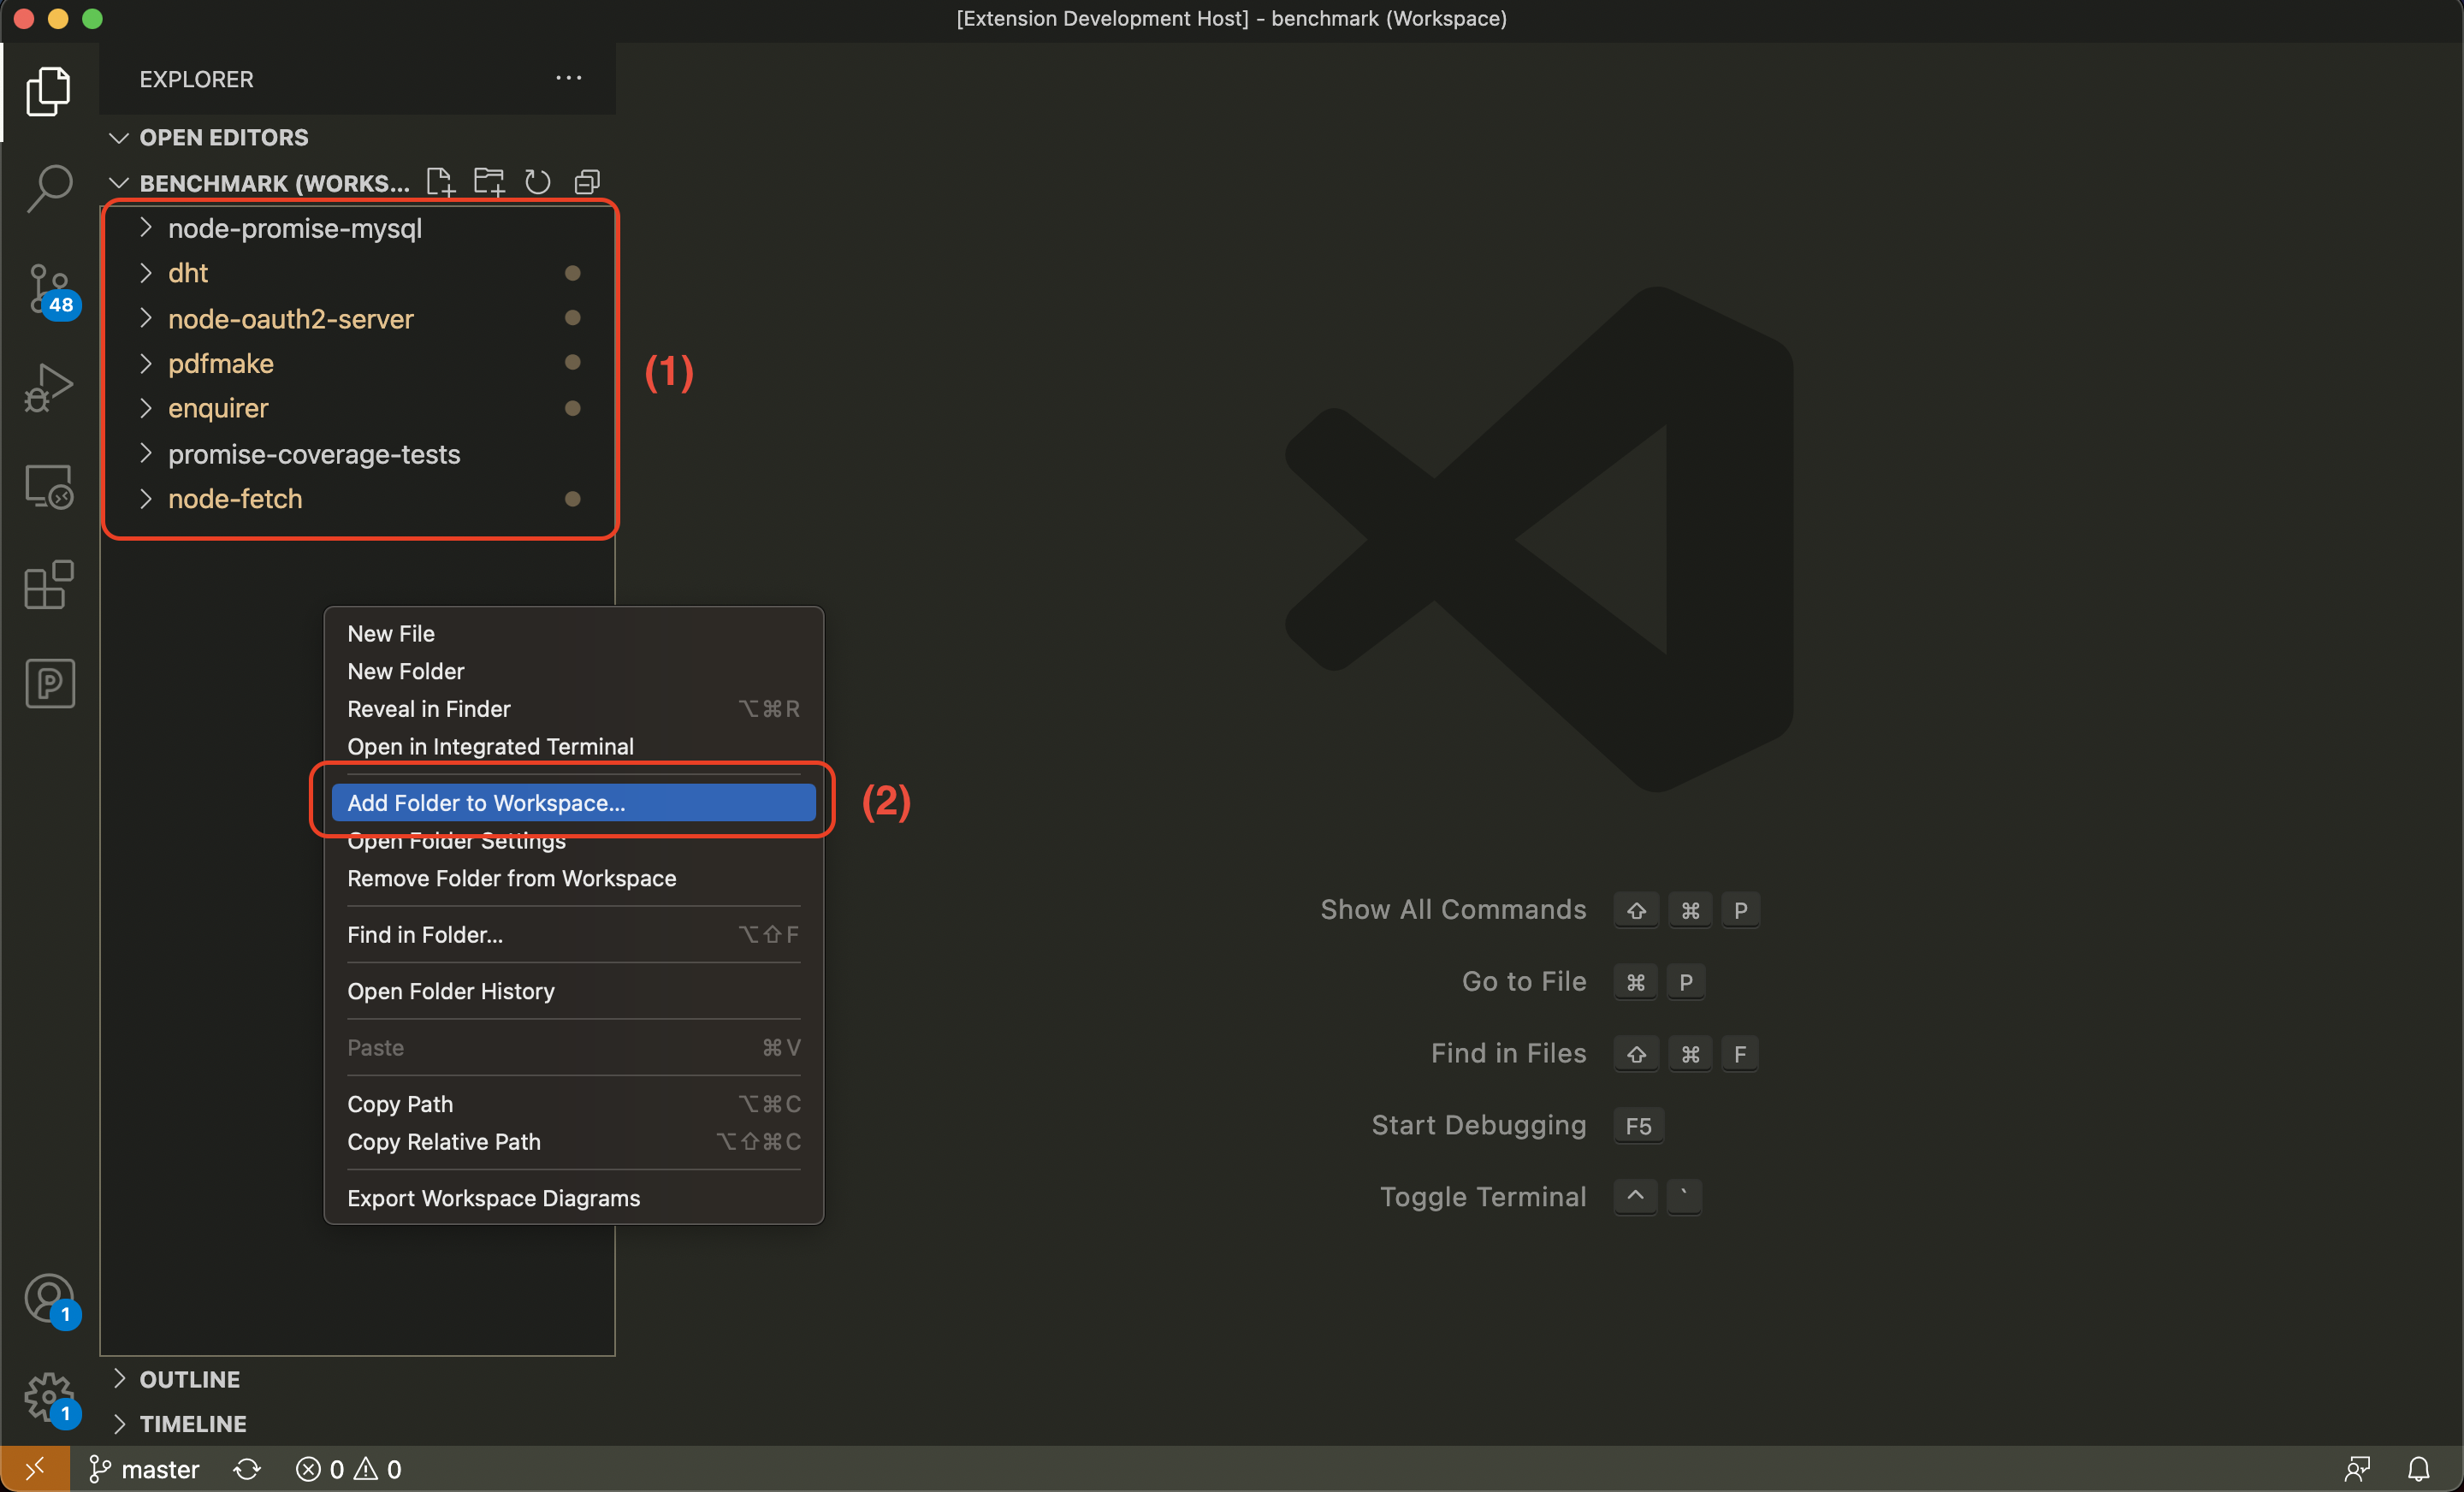 [Extension Development Host] - benchmark (Workspace)
EXPLORER
OPEN EDITORS
BENCHMARK (WORKS...
node-promise-mysql
dht
node-oauth2-server
pdfmake
enquirer
promise-coverage-tests
node-fetch
(1)
48
P
New File
New Folder
Reveal in Finder ⌥⌘R
Open in Integrated Terminal
Add Folder to Workspace...
(2)
Open Folder Settings
Remove Folder from Workspace
Find in Folder... ⌥⇧F
Open Folder History
Paste ⌘V
Copy Path ⌥⌘C
Copy Relative Path ⌥⇧⌘C
Export Workspace Diagrams
Show All Commands ⇧ ⌘ P
Go to File ⌘ P
Find in Files ⇧ ⌘ F
Start Debugging F5
Toggle Terminal ^ `
1
1
OUTLINE
TIMELINE
master 0 0